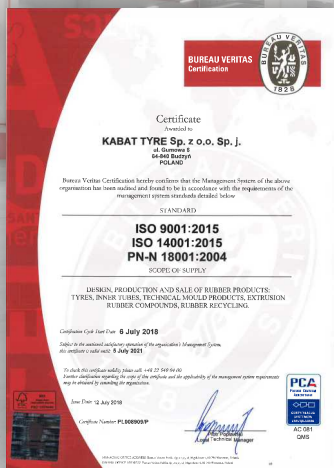 BUREAU VERITAS
Certification
BUREAU VERITAS
1828
Certificate
Awarded to
KABAT TYRE Sp. z o.o. Sp. j.
ul. Gumowa 5
64-840 Budzyń
POLAND
Bureau Veritas Certification hereby confirms that the Management System of the above
organisation has been audited and found to be in accordance with the requirements of the
management system standards detailed below
STANDARD
ISO 9001:2015
ISO 14001:2015
PN-N 18001:2004
SCOPE OF SUPPLY
DESIGN, PRODUCTION AND SALE OF RUBBER PRODUCTS:
TYRES, INNER TUBES, TECHNICAL MOULD PRODUCTS, EXTRUSION
RUBBER COMPOUNDS, RUBBER RECYCLING.
Certification Cycle Start Date 6 July 2018
Subject to the continued satisfactory operation of the organisation's Management System,
this certificate is valid until: 5 July 2021
To check this certificate validity please call: +48 22 549 04 00
Further clarification regarding the scope of this certificate and the applicability of the management system requirements
may be obtained by consulting the organisation.
Issue Date: 12 July 2018
Certificate Number PL008909/P
Technical Manager
PCA
AC 081
QMS